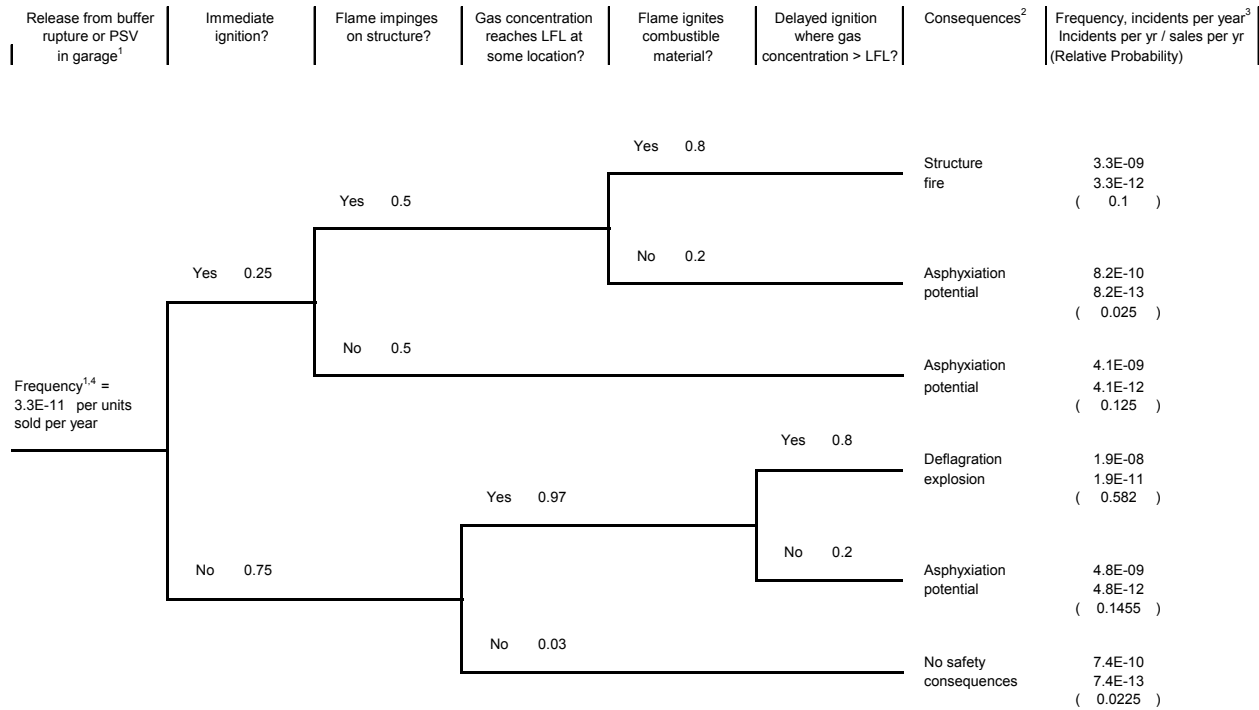 Release from buffer
rupture or PSV
in garage¹
Immediate
ignition?
Flame impinges
on structure?
Gas concentration
reaches LFL at
some location?
Flame ignites
combustible
material?
Delayed ignition
where gas
concentration > LFL?
Consequences²
Frequency, incidents per year³
Incidents per yr / sales per yr
(Relative Probability)
Yes 0.8
Structure
fire
3.3E-09
3.3E-12
( 0.1 )
Yes 0.5
No 0.2
Asphyxiation
potential
8.2E-10
8.2E-13
( 0.025 )
Yes 0.25
No 0.5
Asphyxiation
potential
4.1E-09
4.1E-12
( 0.125 )
Frequency¹,⁴ =
3.3E-11 per units
sold per year
Yes 0.8
Deflagration
explosion
1.9E-08
1.9E-11
( 0.582 )
Yes 0.97
No 0.2
Asphyxiation
potential
4.8E-09
4.8E-12
( 0.1455 )
No 0.75
No 0.03
No safety
consequences
7.4E-10
7.4E-13
( 0.0225 )